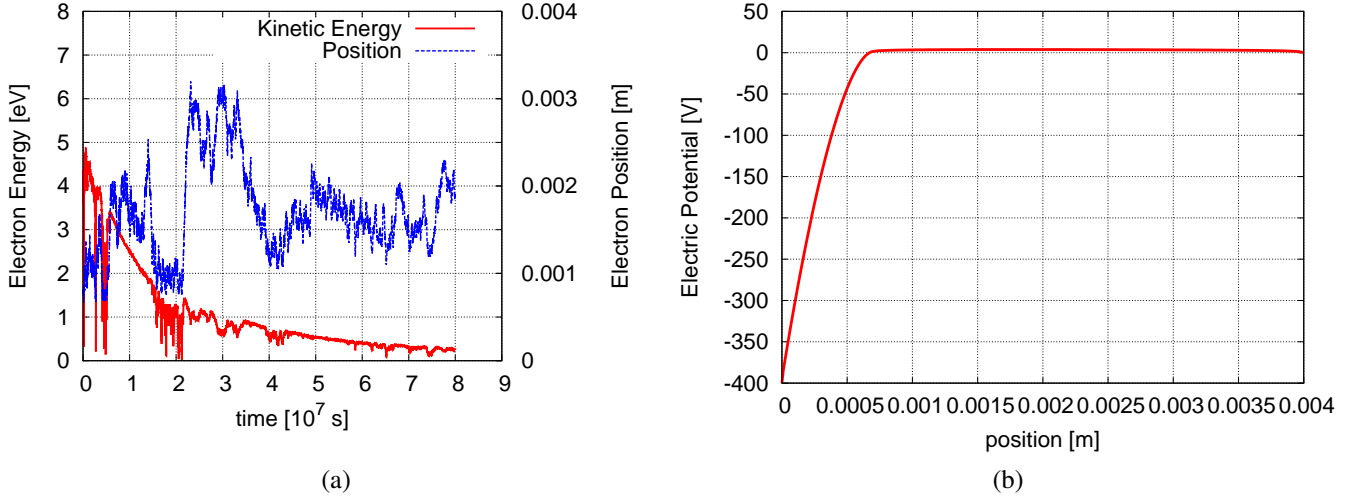 Kinetic Energy
Position
8
7
6
5
4
3
2
1
0
Electron Energy [eV]
0.004
0.003
0.002
0.001
0
Electron Position [m]
0 1 2 3 4 5 6 7 8 9
time [10^7 s]
(a)
50
0
-50
-100
-150
-200
-250
-300
-350
-400
Electric Potential [V]
0 0.0005 0.001 0.0015 0.002 0.0025 0.003 0.0035 0.004
position [m]
(b)